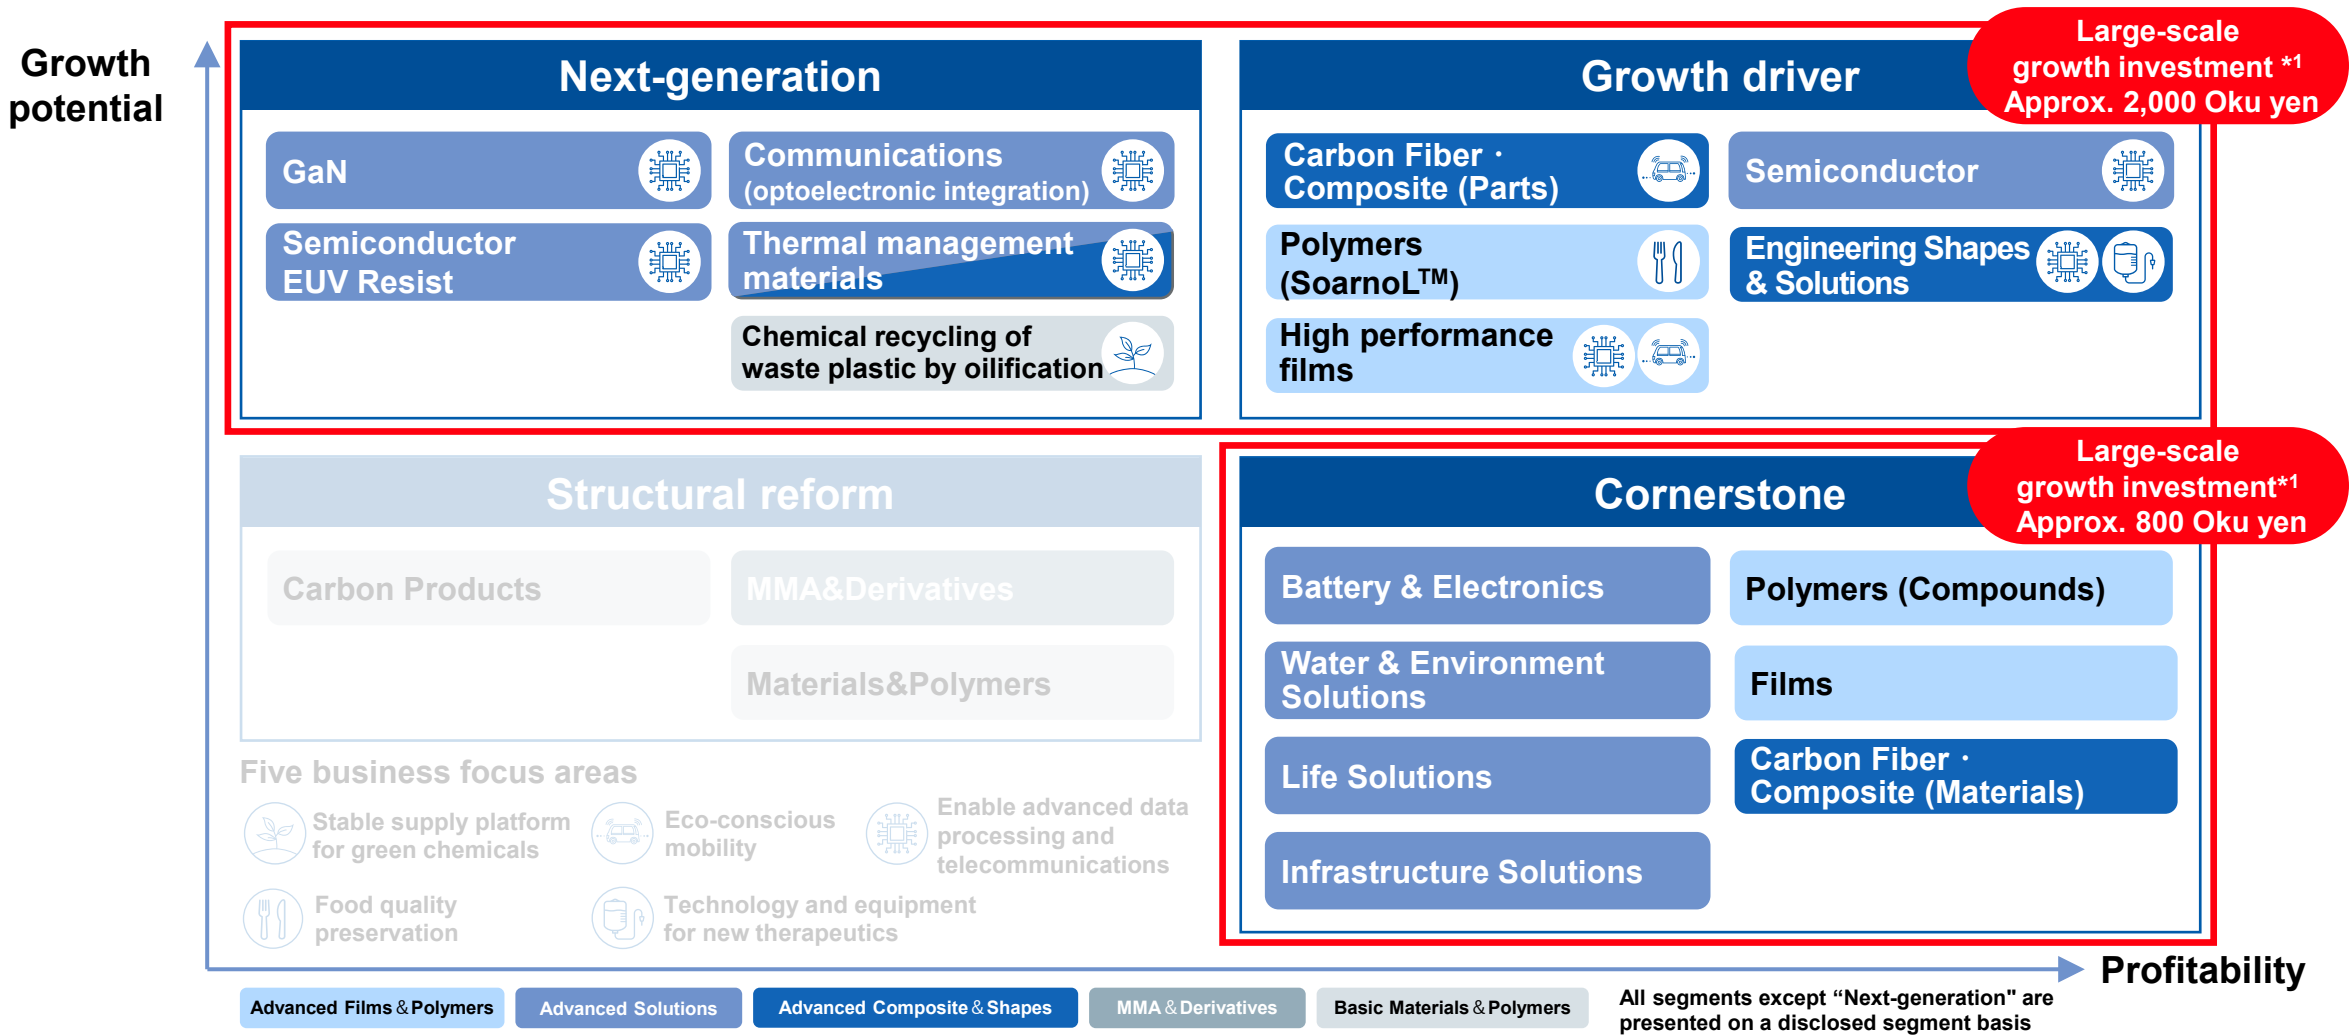 Growth
potential
Next-generation
GaN
Communications
(optoelectronic integration)
Semiconductor
EUV Resist
Thermal management
materials
Chemical recycling of
waste plastic by oilification
Growth driver
Large-scale
growth investment *1
Approx. 2,000 Oku yen
Carbon Fiber・
Composite (Parts)
Semiconductor
Polymers
(SoarnoL™)
Engineering Shapes
& Solutions
High performance
films
Structural reform
Carbon Products
MMA&Derivatives
Materials&Polymers
Cornerstone
Large-scale
growth investment*1
Approx. 800 Oku yen
Battery & Electronics
Polymers (Compounds)
Water & Environment
Solutions
Films
Life Solutions
Carbon Fiber・
Composite (Materials)
Infrastructure Solutions
Five business focus areas
Stable supply platform
for green chemicals
Eco-conscious
mobility
Enable advanced data
processing and
telecommunications
Food quality
preservation
Technology and equipment
for new therapeutics
Profitability
Advanced Films&Polymers
Advanced Solutions
Advanced Composite&Shapes
MMA&Derivatives
Basic Materials&Polymers
All segments except “Next-generation" are
presented on a disclosed segment basis